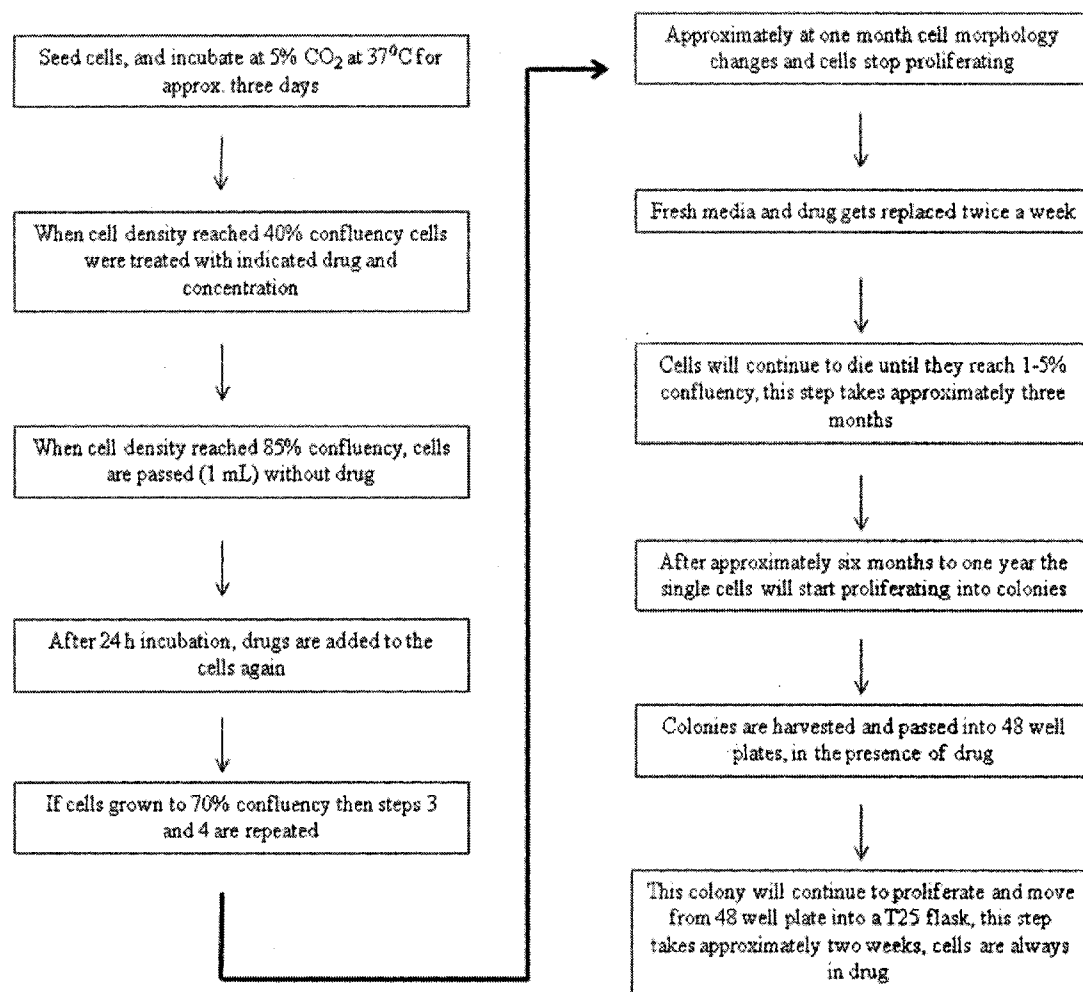 Seed cells, and incubate at 5% CO2 at 37⁰C for
approx. three days
When cell density reached 40% confluency cells
were treated with indicated drug and
concentration
When cell density reached 85% confluency, cells
are passed (1 mL) without drug
After 24 h incubation, drugs are added to the
cells again
If cells grown to 70% confluency then steps 3
and 4 are repeated
Approximately at one month cell morphology
changes and cells stop proliferating
Fresh media and drug gets replaced twice a week
Cells will continue to die until they reach 1-5%
confluency, this step takes approximately three
months
After approximately six months to one year the
single cells will start proliferating into colonies
Colonies are harvested and passed into 48 well
plates, in the presence of drug
This colony will continue to proliferate and move
from 48 well plate into a T25 flask, this step
takes approximately two weeks, cells are always
in drug